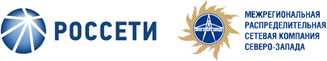 РОССЕТИ
МЕЖРЕГИОНАЛЬНАЯ
РАСПРЕДЕЛИТЕЛЬНАЯ
СЕТЕВАЯ КОМПАНИЯ
СЕВЕРО-ЗАПАДА